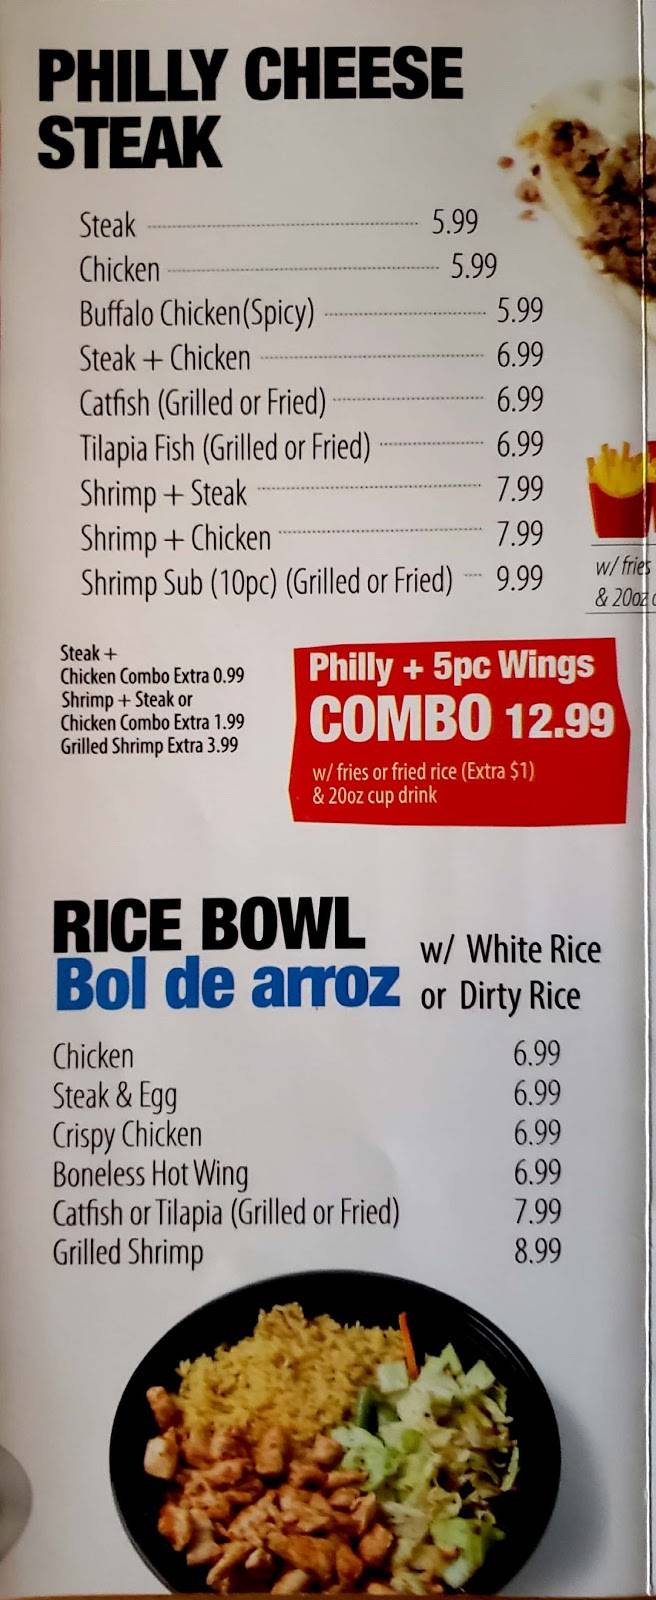 PHILLY CHEESE
STEAK
Steak 5.99
Chicken 5.99
Buffalo Chicken(Spicy) 5.99
Steak + Chicken 6.99
Catfish (Grilled or Fried) 6.99
Tilapia Fish (Grilled or Fried) 6.99
Shrimp + Steak 7.99
Shrimp + Chicken 7.99
Shrimp Sub (10pc) (Grilled or Fried) 9.99
w/ fries
& 20oz
Steak +
Chicken Combo Extra 0.99
Shrimp + Steak or
Chicken Combo Extra 1.99
Grilled Shrimp Extra 3.99
Philly + 5pc Wings
COMBO 12.99
w/ fries or fried rice (Extra $1)
& 20oz cup drink
RICE BOWL
Bol de arroz
w/ White Rice
or Dirty Rice
Chicken 6.99
Steak & Egg 6.99
Crispy Chicken 6.99
Boneless Hot Wing 6.99
Catfish or Tilapia (Grilled or Fried) 7.99
Grilled Shrimp 8.99